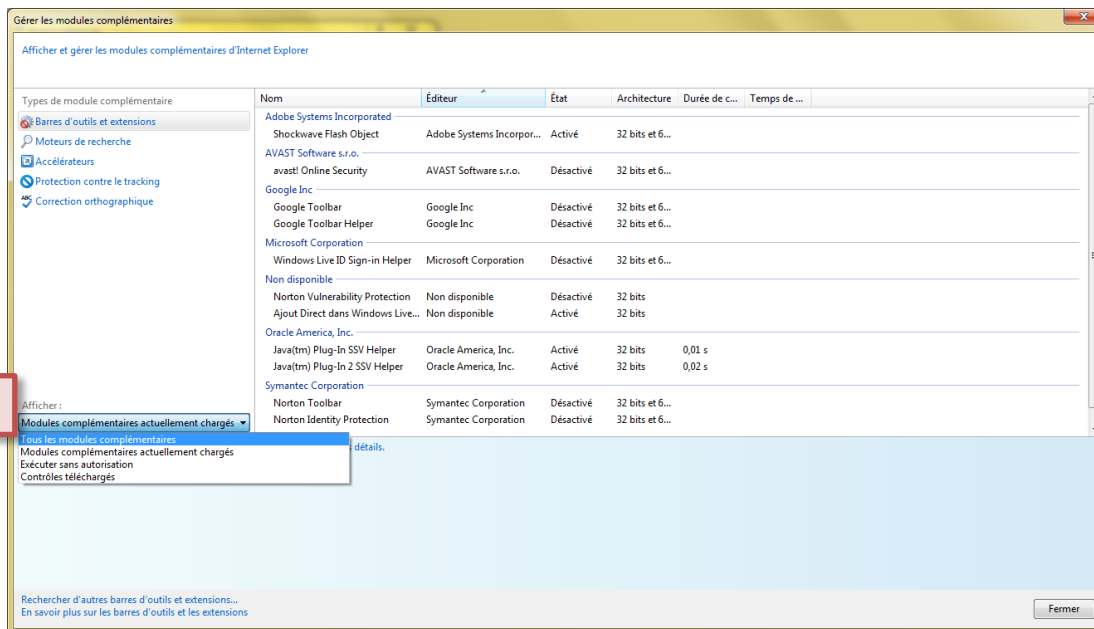 Gérer les modules complémentaires
Afficher et gérer les modules complémentaires d'Internet Explorer
Types de module complémentaire
Barres d'outils et extensions
Moteurs de recherche
Accélérateurs
Protection contre le tracking
ABC Correction orthographique
Nom Éditeur État Architecture Durée de c... Temps de ...
Adobe Systems Incorporated
Shockwave Flash Object Adobe Systems Incorpor... Activé 32 bits et 6...
AVAST Software s.r.o.
avast! Online Security AVAST Software s.r.o. Désactivé 32 bits et 6...
Google Inc
Google Toolbar Google Inc Désactivé 32 bits et 6...
Google Toolbar Helper Google Inc Désactivé 32 bits et 6...
Microsoft Corporation
Windows Live ID Sign-in Helper Microsoft Corporation Désactivé 32 bits et 6...
Non disponible
Norton Vulnerability Protection Non disponible Désactivé 32 bits
Ajout Direct dans Windows Live... Non disponible Activé 32 bits
Oracle America, Inc.
Java(tm) Plug-In SSV Helper Oracle America, Inc. Activé 32 bits 0,01 s
Java(tm) Plug-In 2 SSV Helper Oracle America, Inc. Activé 32 bits 0,02 s
Symantec Corporation
Norton Toolbar Symantec Corporation Désactivé 32 bits et 6...
Norton Identity Protection Symantec Corporation Désactivé 32 bits et 6...
Afficher :
Modules complémentaires actuellement chargés
Tous les modules complémentaires
Modules complémentaires actuellement chargés
Exécuter sans autorisation
Contrôles téléchargés
détails.
Rechercher d'autres barres d'outils et extensions...
En savoir plus sur les barres d'outils et les extensions
Fermer